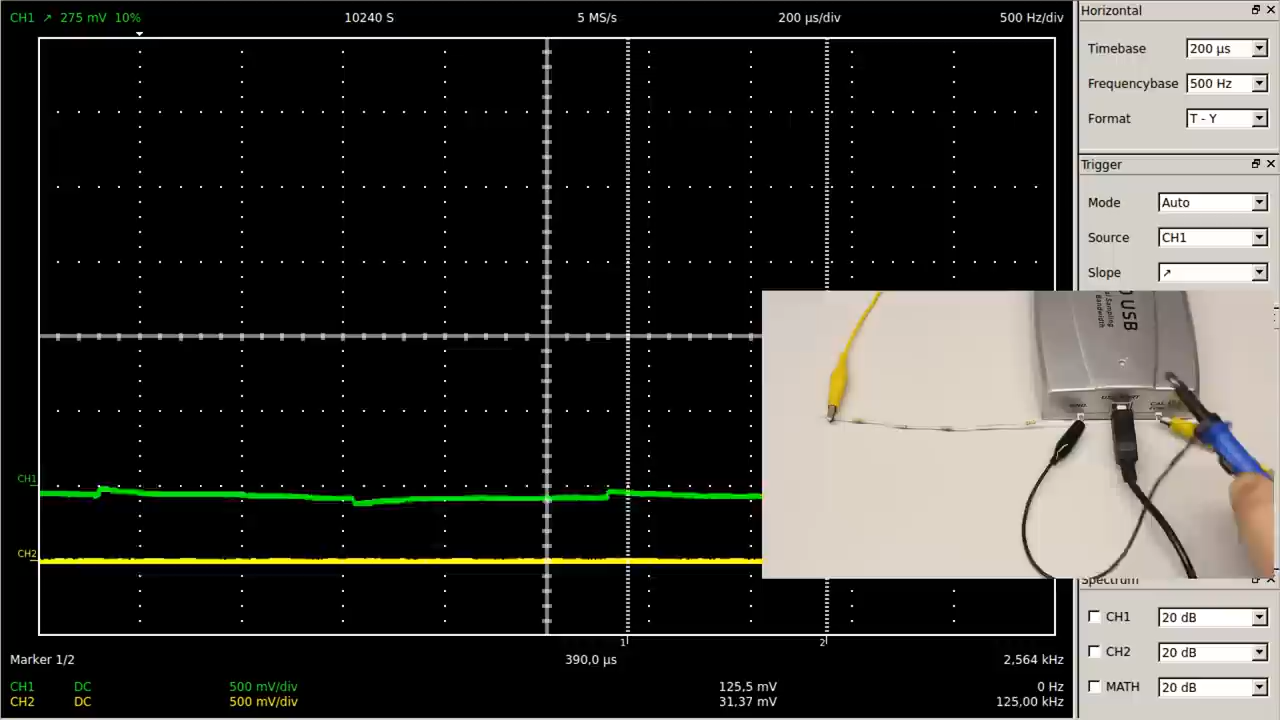 CH1 ↗ 275 mV 10% 10240 S 5 MS/s 200 µs/div 500 Hz/div
Horizontal
Timebase 200 µs
Frequencybase 500 Hz
Format T - Y
Trigger
Mode Auto
Source CH1
Slope ↗
USB
Sampling
Bandwidth
CH1
CH2
Spectrum
CH1 20 dB
CH2 20 dB
MATH 20 dB
1 2
Marker 1/2 390,0 µs 2,564 kHz
CH1 DC 500 mV/div 125,5 mV 0 Hz
CH2 DC 500 mV/div 31,37 mV 125,00 kHz